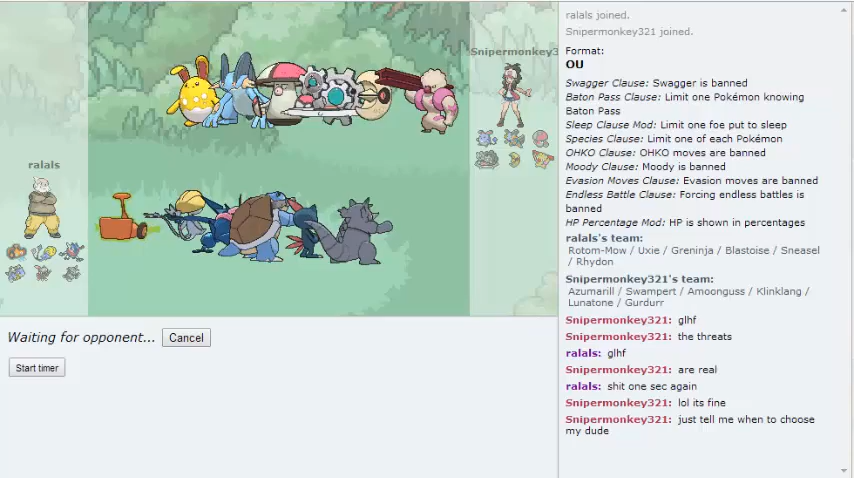 Snipermonkey3
ralals
Waiting for opponent... Cancel
Start timer
ralals joined.
Snipermonkey321 joined.
Format:
OU
Swagger Clause: Swagger is banned
Baton Pass Clause: Limit one Pokémon knowing
Baton Pass
Sleep Clause Mod: Limit one foe put to sleep
Species Clause: Limit one of each Pokémon
OHKO Clause: OHKO moves are banned
Moody Clause: Moody is banned
Evasion Moves Clause: Evasion moves are banned
Endless Battle Clause: Forcing endless battles is
banned
HP Percentage Mod: HP is shown in percentages
ralals's team:
Rotom-Mow / Uxie / Greninja / Blastoise / Sneasel
/ Rhydon
Snipermonkey321's team:
Azumarill / Swampert / Amoonguss / Klinklang /
Lunatone / Gurdurr
Snipermonkey321: glhf
Snipermonkey321: the threats
ralals: glhf
Snipermonkey321: are real
ralals: shit one sec again
Snipermonkey321: lol its fine
Snipermonkey321: just tell me when to choose
my dude